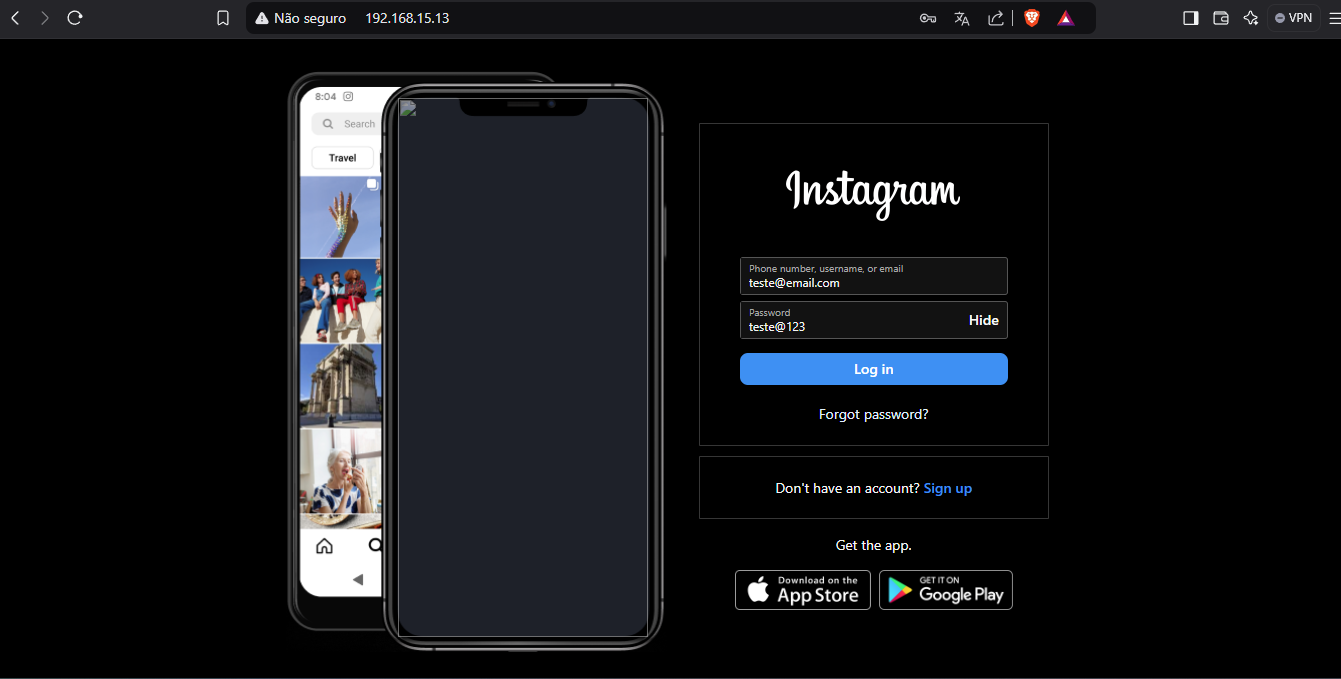 Não seguro 192.168.15.13
VPN
8:04
Search
Travel
Instagram
Phone number, username, or email
teste@email.com
Password
teste@123
Hide
Log in
Forgot password?
Don't have an account? Sign up
Get the app.
Download on the
App Store
GET IT ON
Google Play